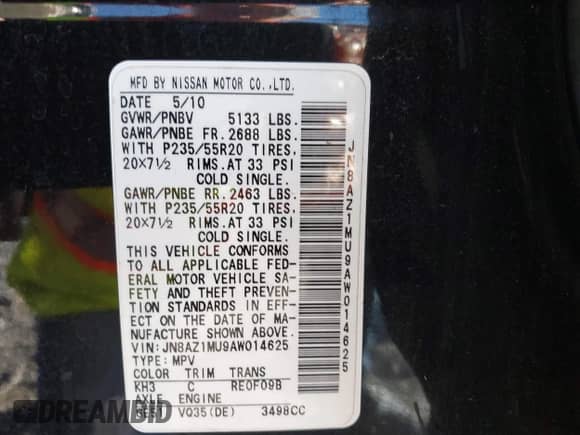 MFD BY NISSAN MOTOR CO.,LTD.
DATE 5/10
GVWR/PNBV 5133 LBS.
GAWR/PNBE FR. 2688 LBS.
WITH P235/55R20 TIRES,
20×7½ RIMS.AT 33 PSI
COLD SINGLE.
GAWR/PNBE RR. 2463 LBS.
WITH P235/55R20 TIRES,
20×7½ RIMS.AT 33 PSI
COLD SINGLE.
THIS VEHICLE CONFORMS
TO ALL APPLICABLE FED-
ERAL MOTOR VEHICLE SA-
FETY AND THEFT PREVEN-
TION STANDARDS IN EFF-
ECT ON THE DATE OF MA-
NUFACTURE SHOWN ABOVE.
VIN:JN8AZ1MU9AW014625
TYPE:MPV
COLOR TRIM TRANS
KH3 C RE0F09B
AXLE ENGINE
VQ35(DE) 3498CC
JN8AZ1MU9AW014625
DREAMBID